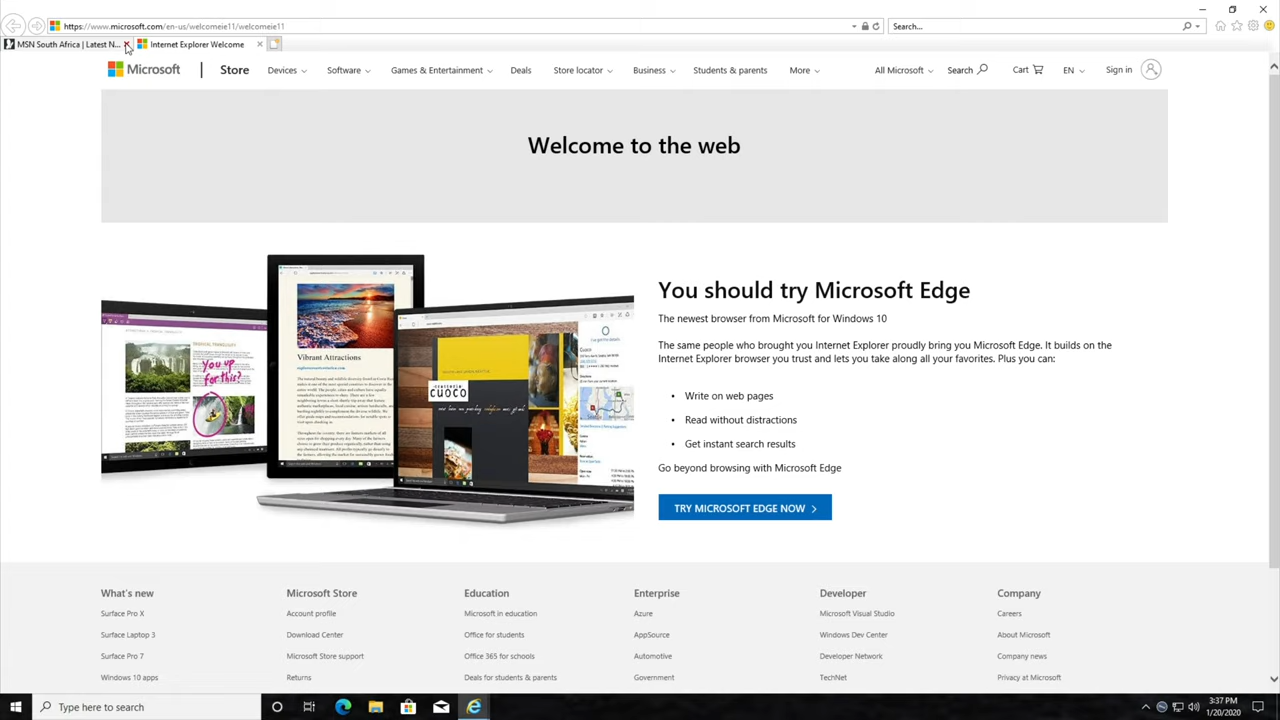 https://www.microsoft.com/en-us/welcomeie11/welcomeie11
Search...
MSN South Africa | Latest N...
Internet Explorer Welcome
Microsoft
Store
Devices
Software
Games & Entertainment
Deals
Store locator
Business
Students & parents
More
All Microsoft
Search
Cart
EN
Sign in
Welcome to the web
You should try Microsoft Edge
The newest browser from Microsoft for Windows 10
The same people who brought you Internet Explorer proudly bring you Microsoft Edge. It builds on the
Internet Explorer browser you trust and lets you take along all your favorites. Plus you can:
• Write on web pages
• Read without distractions
• Get instant search results
Go beyond browsing with Microsoft Edge
TRY MICROSOFT EDGE NOW
Vibrant Attractions
CUOCO
for this?
What's new
Microsoft Store
Education
Enterprise
Developer
Company
Surface Pro X
Account profile
Microsoft in education
Azure
Microsoft Visual Studio
Careers
Surface Laptop 3
Download Center
Office for students
AppSource
Windows Dev Center
About Microsoft
Surface Pro 7
Microsoft Store support
Office 365 for schools
Automotive
Developer Network
Company news
Windows 10 apps
Returns
Deals for students & parents
Government
TechNet
Privacy at Microsoft
Type here to search
3:37 PM
1/20/2020